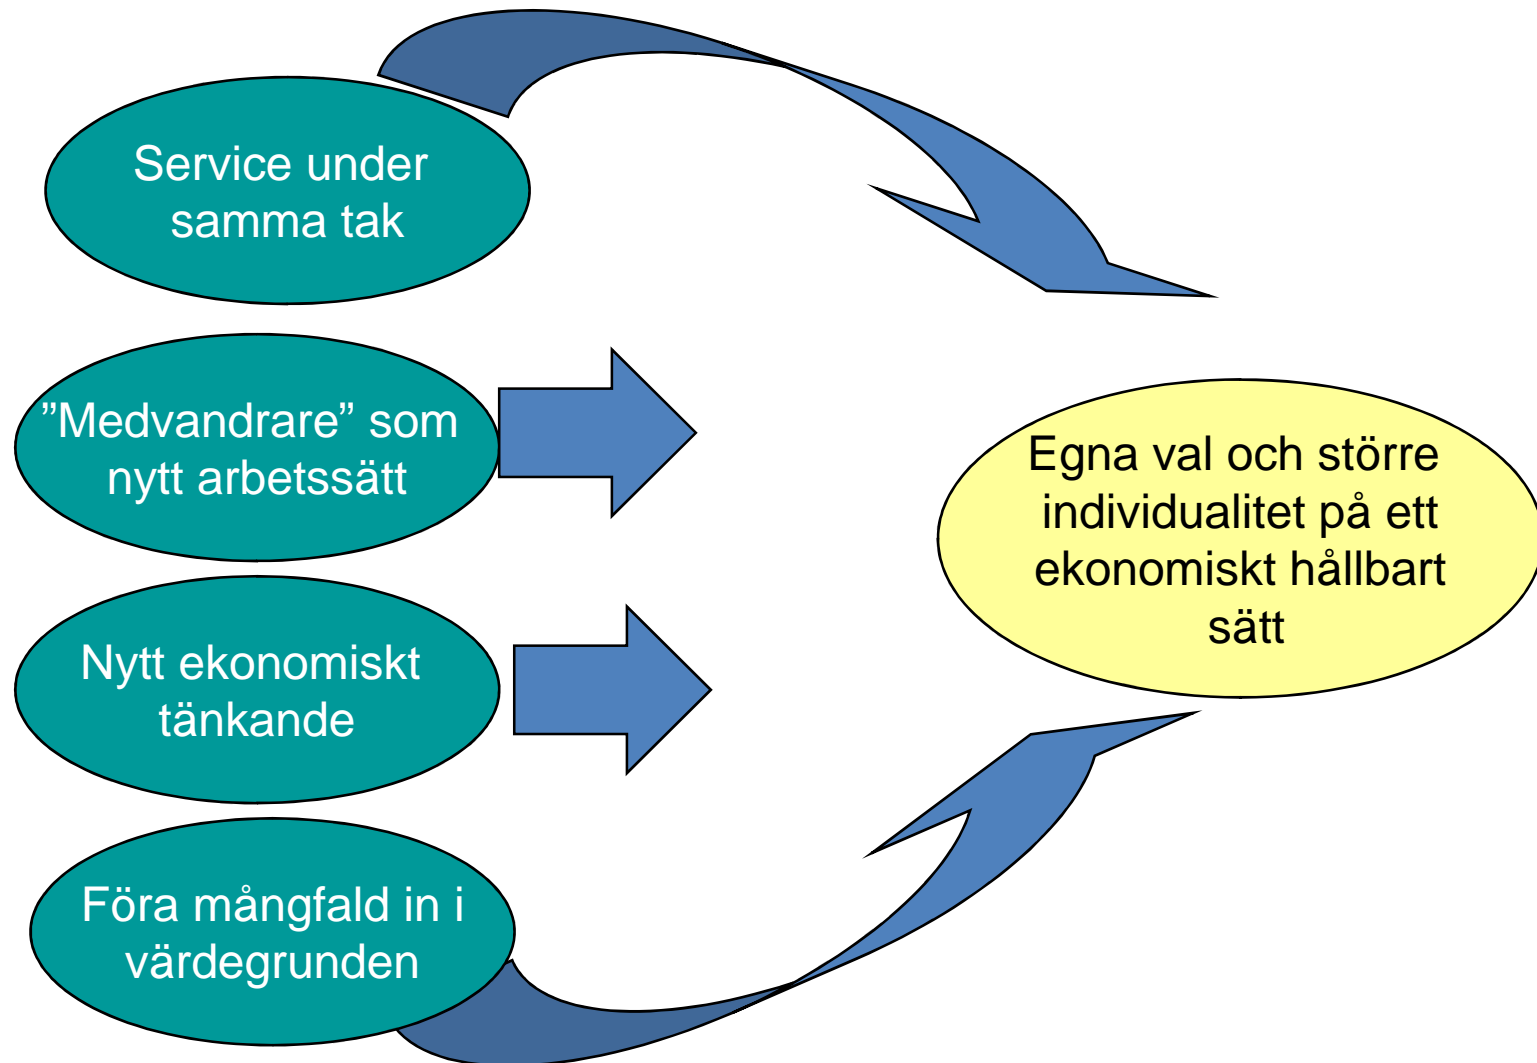 Service under
samma tak
”Medvandrare” som
nytt arbetssätt
Nytt ekonomiskt
tänkande
Föra mångfald in i
värdegrunden
Egna val och större
individualitet på ett
ekonomiskt hållbart
sätt